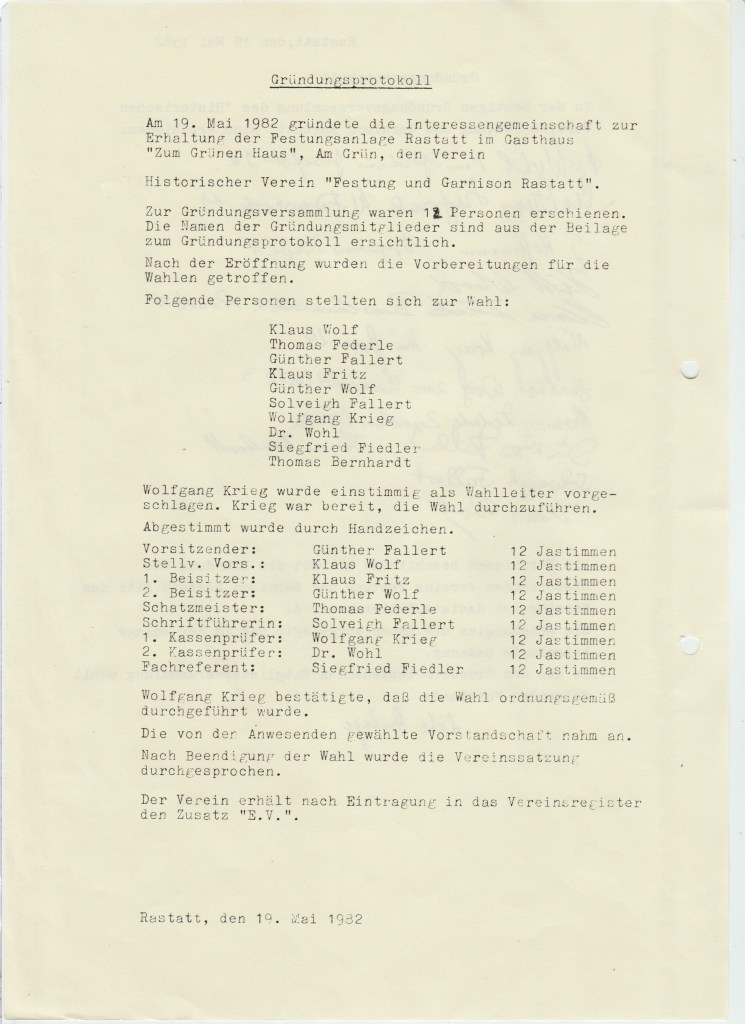 Gründungsprotokoll
Am 19. Mai 1982 gründete die Interessengemeinschaft zur
Erhaltung der Festungsanlage Rastatt im Gasthaus
"Zum Grünen Haus", Am Grün, den Verein
Historischer Verein "Festung und Garnison Rastatt".
Zur Gründungsversammlung waren 12 Personen erschienen.
Die Namen der Gründungsmitglieder sind aus der Beilage
zum Gründungsprotokoll ersichtlich.
Nach der Eröffnung wurden die Vorbereitungen für die
Wahlen getroffen.
Folgende Personen stellten sich zur Wahl:
Klaus Wolf
Thomas Federle
Günther Fallert
Klaus Fritz
Günther Wolf
Solveigh Fallert
Wolfgang Krieg
Dr. Wohl
Siegfried Fiedler
Thomas Bernhardt
Wolfgang Krieg wurde einstimmig als Wahlleiter vorge-
schlagen. Krieg war bereit, die Wahl durchzuführen.
Abgestimmt wurde durch Handzeichen.
Vorsitzender: Günther Fallert 12 Jastimmen
Stellv. Vors.: Klaus Wolf 12 Jastimmen
1. Beisitzer: Klaus Fritz 12 Jastimmen
2. Beisitzer: Günther Wolf 12 Jastimmen
Schatzmeister: Thomas Federle 12 Jastimmen
Schriftführerin: Solveigh Fallert 12 Jastimmen
1. Kassenprüfer: Wolfgang Krieg 12 Jastimmen
2. Kassenprüfer: Dr. Wohl 12 Jastimmen
Fachreferent: Siegfried Fiedler 12 Jastimmen
Wolfgang Krieg bestätigte, daß die Wahl ordnungsgemäß
durchgeführt wurde.
Die von der Anwesenden gewählte Vorstandschaft nahm an.
Nach Beendigung der Wahl wurde die Vereinssatzung
durchgesprochen.
Der Verein erhält nach Eintragung in das Vereinsregister
den Zusatz "E.V.".
Rastatt, den 19. Mai 1982